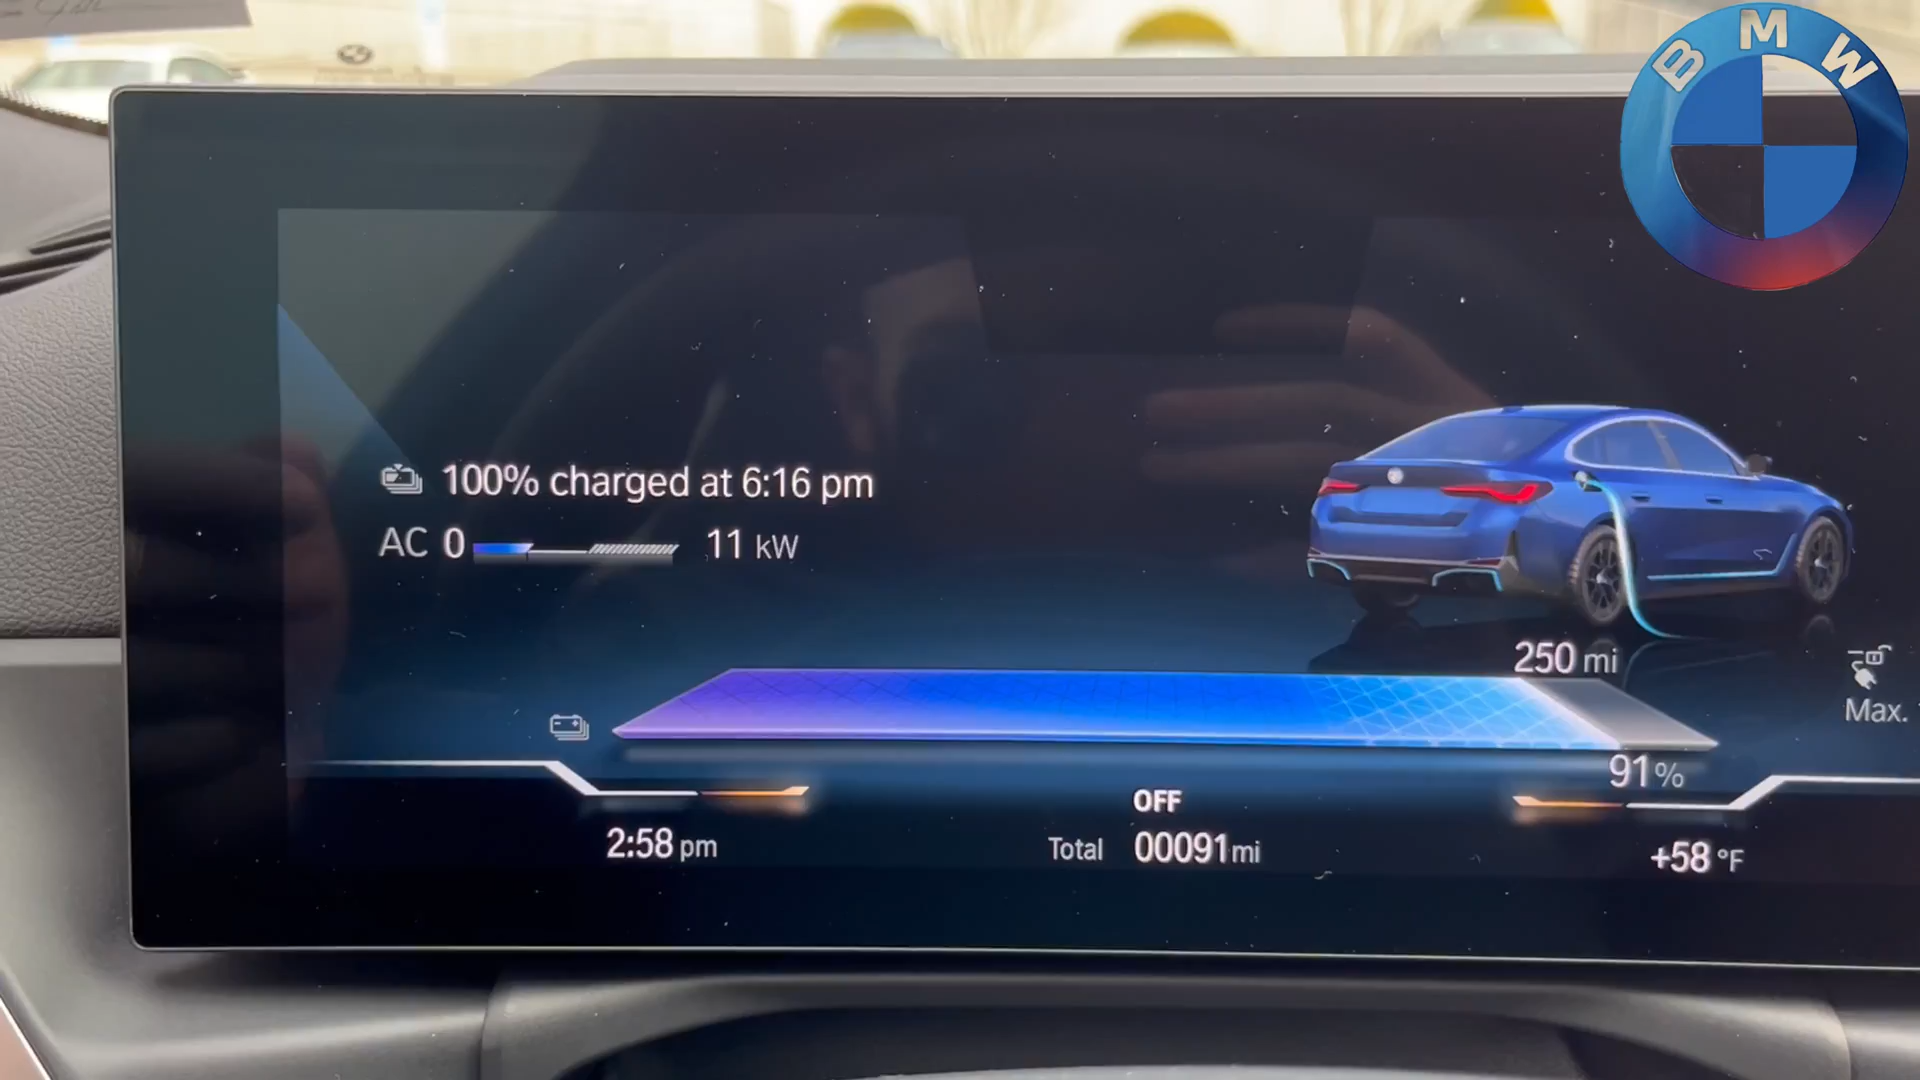 BMW
100% charged at 6:16 pm
AC 0 11 kW
250 mi
Max.
91%
OFF
2:58 pm
Total 00091 mi
+58 °F